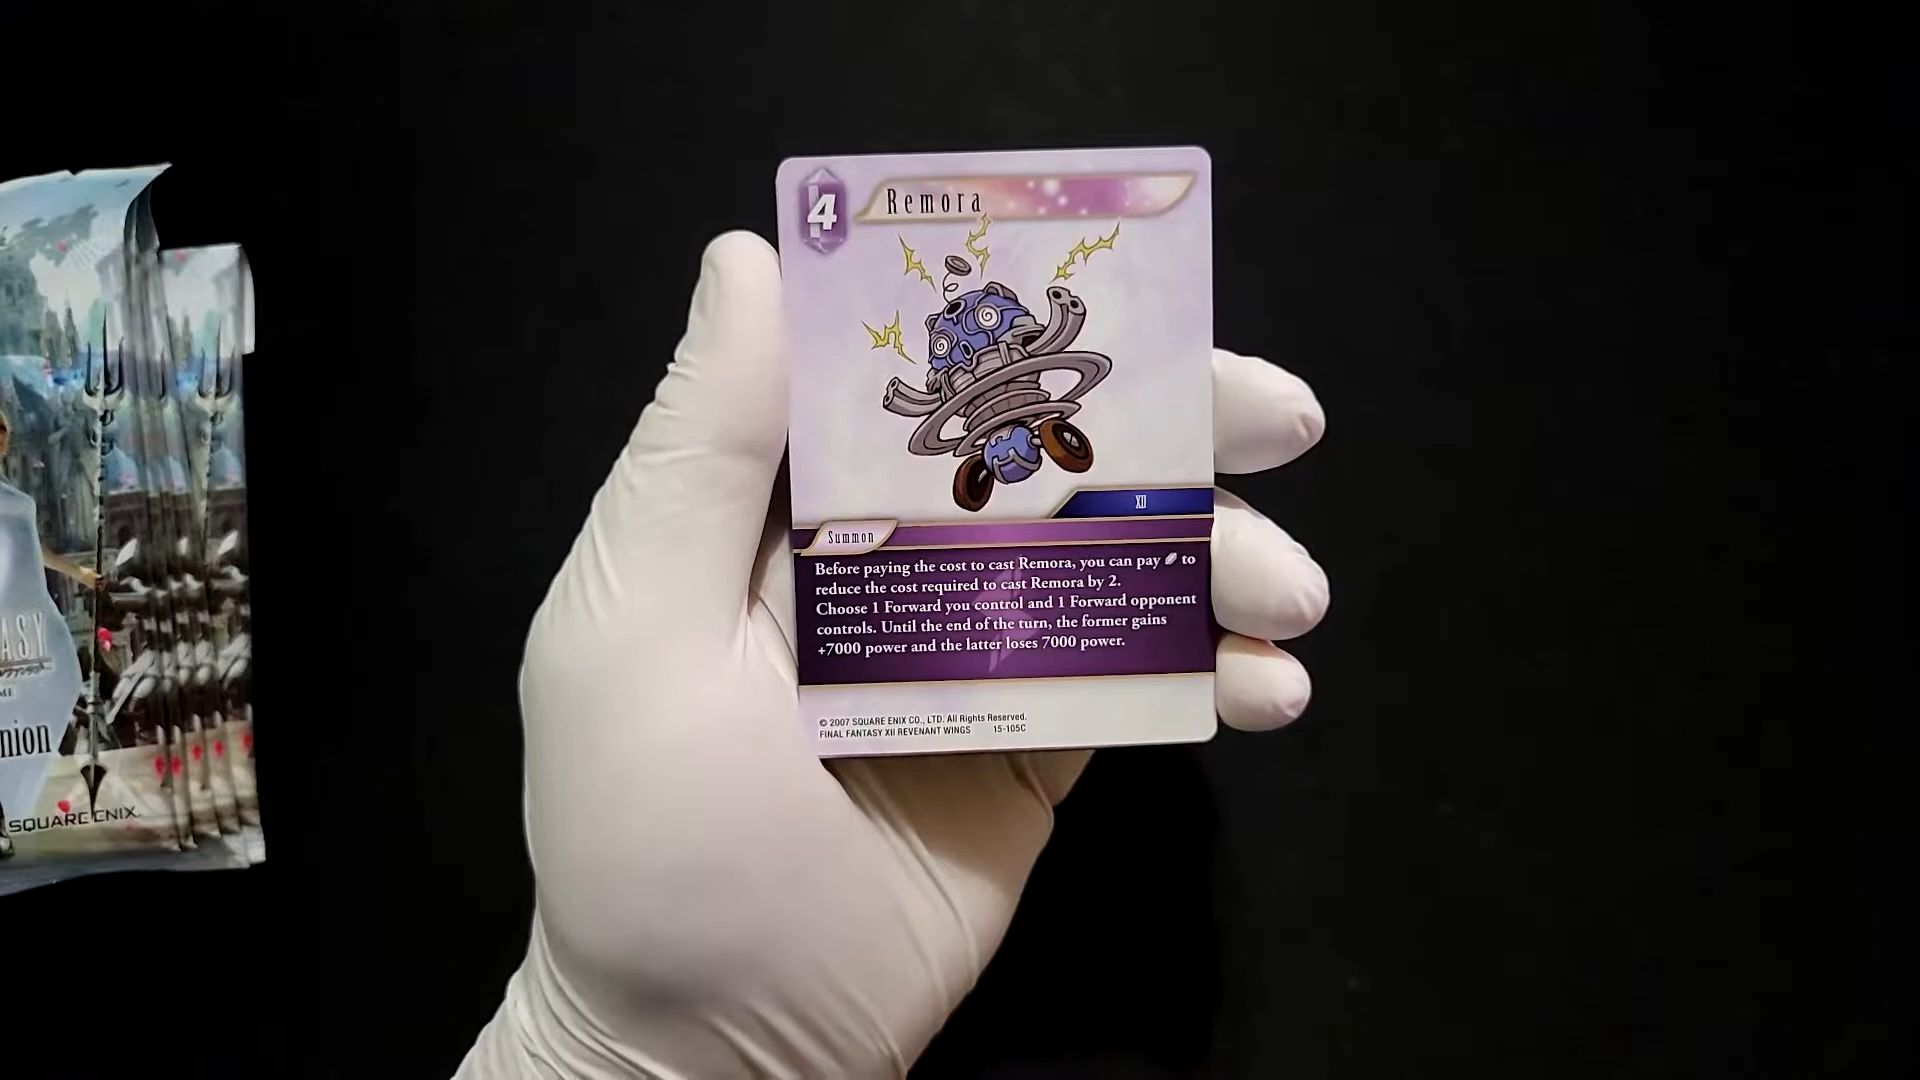 4
Remora
XII
Summon
Before paying the cost to cast Remora, you can pay to
reduce the cost required to cast Remora by 2.
Choose 1 Forward you control and 1 Forward opponent
controls. Until the end of the turn, the former gains
+7000 power and the latter loses 7000 power.
© 2007 SQUARE ENIX CO., LTD. All Rights Reserved.
FINAL FANTASY XII REVENANT WINGS 15-105C
ASY
ME
nion
SQUARE ENIX